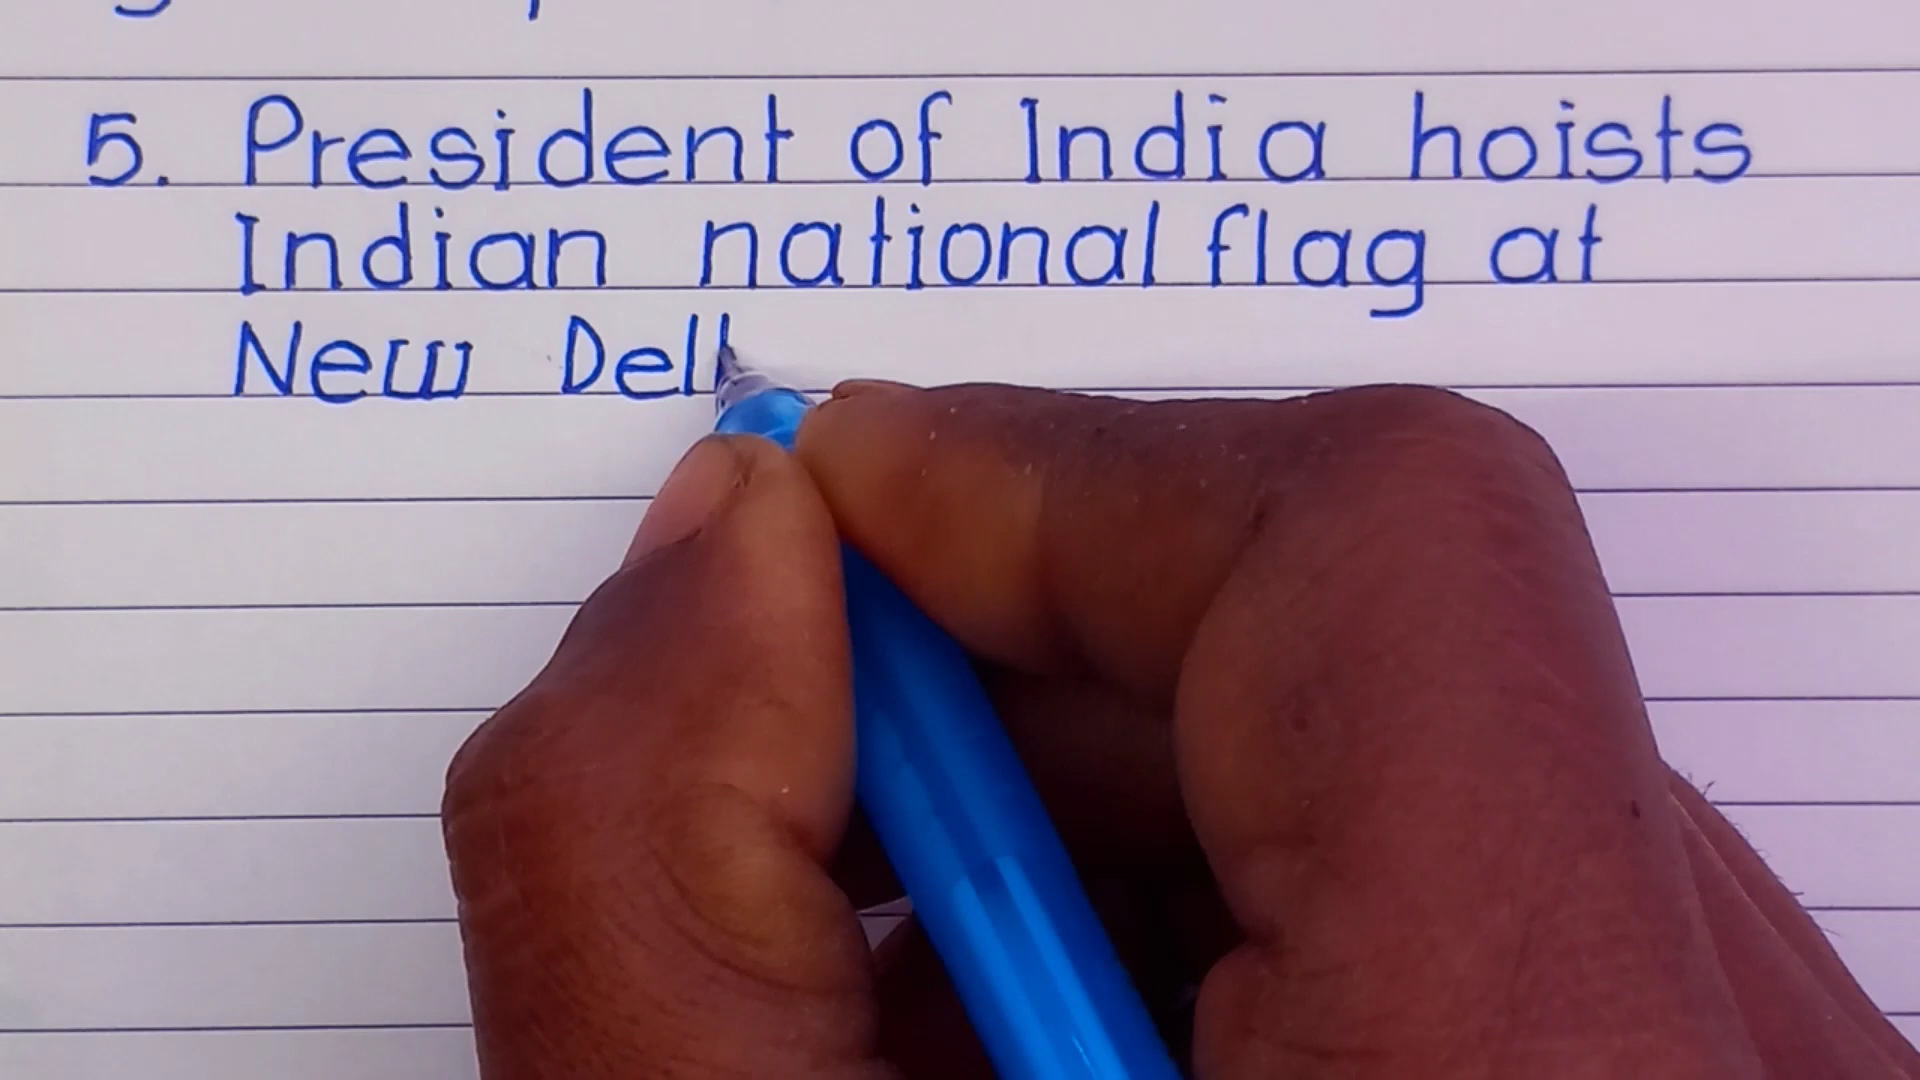 5. President of India hoists
Indian national flag at
New Dell